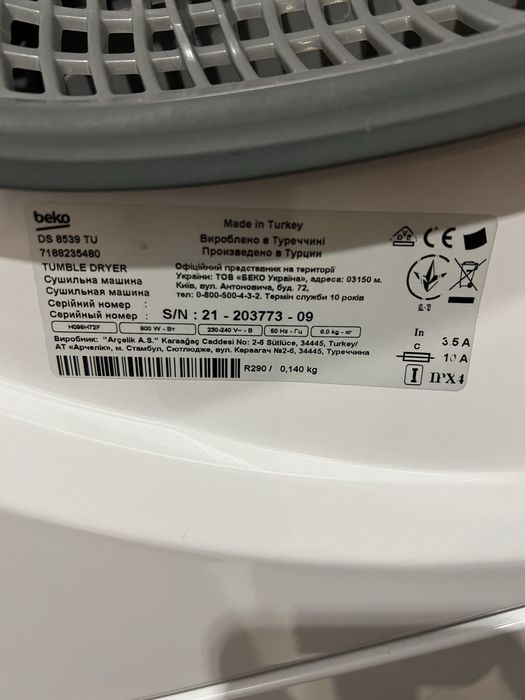 beko
DS 8539 TU
7188235480
TUMBLE DRYER
Сушильна машина
Сушильная машина
Серійний номер :
Серийный номер :
Made in Turkey
Вироблено в Туреччині
Произведено в Турции
Офіційний представник на території
України: ТОВ "БЕКО Україна», адреса: 03150 м.
Київ, вул. Антоновича, буд. 72,
тел: 0-800-500-4-3-2. Термін служби 10 років
S/N : 21 - 203773 - 09
H098H72F 800 W - Вт 230-240 V~ - В 50 Hz - Гц 8.0 kg - кг
Виробник: "Arçelik A.S." Karaağaç Caddesi No: 2-6 Sütlüce, 34445, Turkey/
АТ «Арчелік», м. Стамбул, Сютлюдже, вул. Караагач №2-6, 34445, Туреччина
R290 / 0,140 kg
CE
In 3.5 A
C 10 A
I IPX4